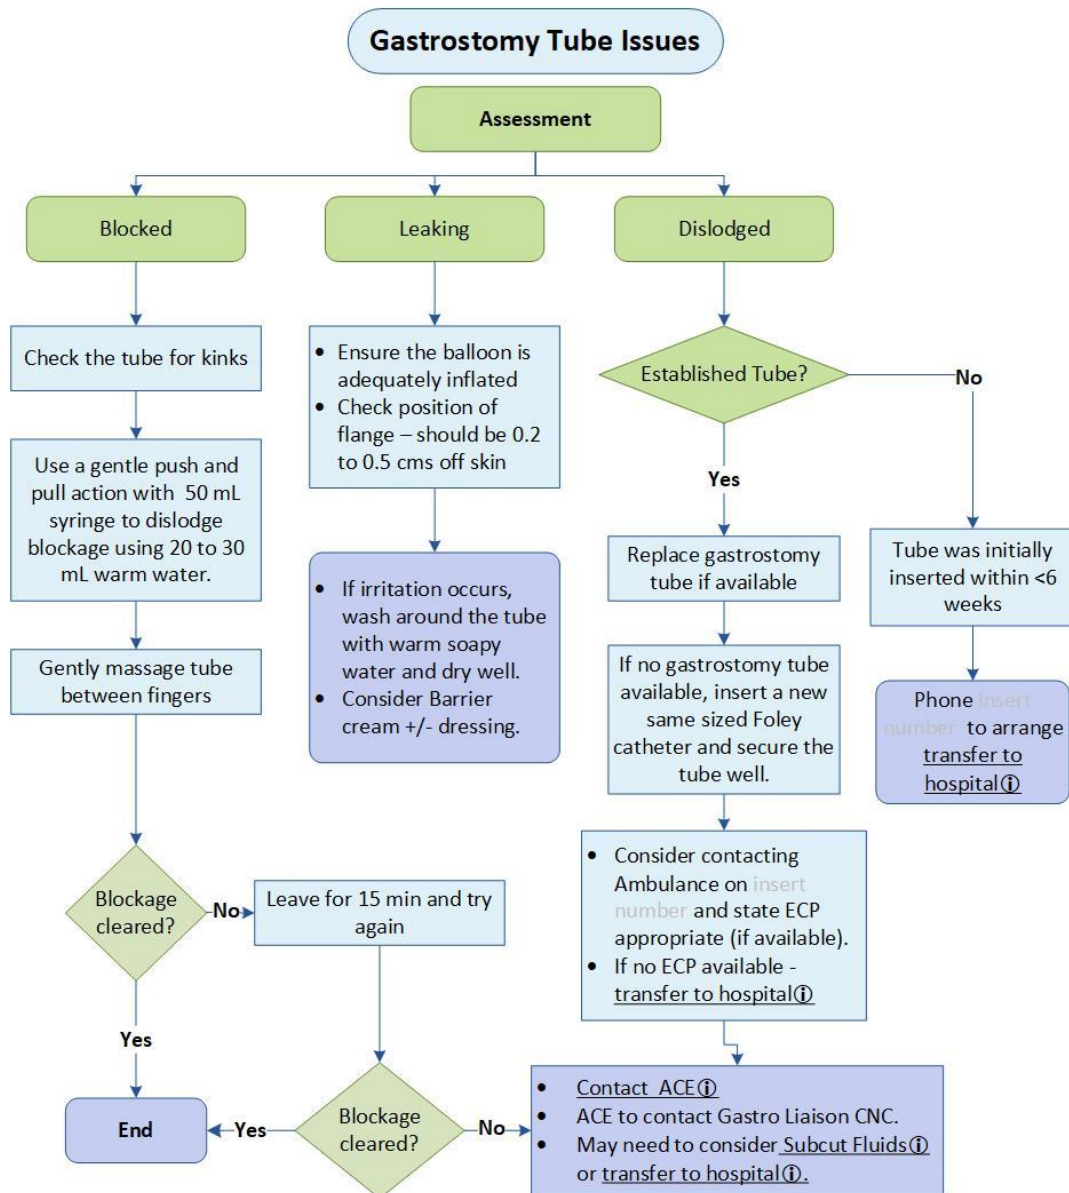 Gastrostomy Tube Issues
Assessment
Blocked
Leaking
Dislodged
Check the tube for kinks
Use a gentle push and
pull action with 50 mL
syringe to dislodge
blockage using 20 to 30
mL warm water.
Gently massage tube
between fingers
Blockage
cleared?
No
Leave for 15 min and try
again
Yes
End
Yes
Blockage
cleared?
No
• Ensure the balloon is
adequately inflated
• Check position of
flange – should be 0.2
to 0.5 cms off skin
• If irritation occurs,
wash around the tube
with warm soapy
water and dry well.
• Consider Barrier
cream +/- dressing.
Established Tube?
No
Yes
Replace gastrostomy
tube if available
If no gastrostomy tube
available, insert a new
same sized Foley
catheter and secure the
tube well.
• Consider contacting
Ambulance on insert
number and state ECP
appropriate (if available).
• If no ECP available -
transfer to hospitalⓘ
Tube was initially
inserted within <6
weeks
Phone insert
number to arrange
transfer to
hospitalⓘ
• Contact ACEⓘ
• ACE to contact Gastro Liaison CNC.
• May need to consider Subcut Fluidsⓘ
or transfer to hospitalⓘ.